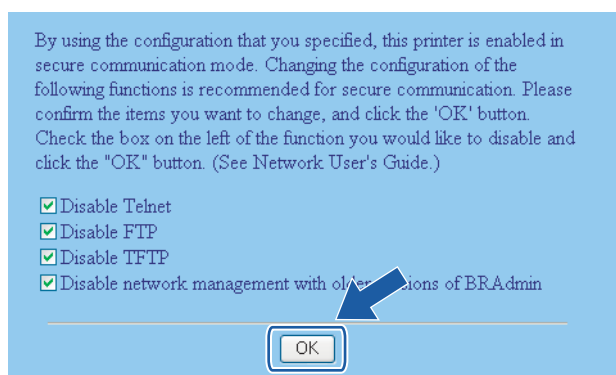 By using the configuration that you specified, this printer is enabled in
secure communication mode. Changing the configuration of the
following functions is recommended for secure communication. Please
confirm the items you want to change, and click the 'OK' button.
Check the box on the left of the function you would like to disable and
click the "OK" button. (See Network User's Guide.)
Disable Telnet
Disable FTP
Disable TFTP
Disable network management with older sions of BRAdmin
OK